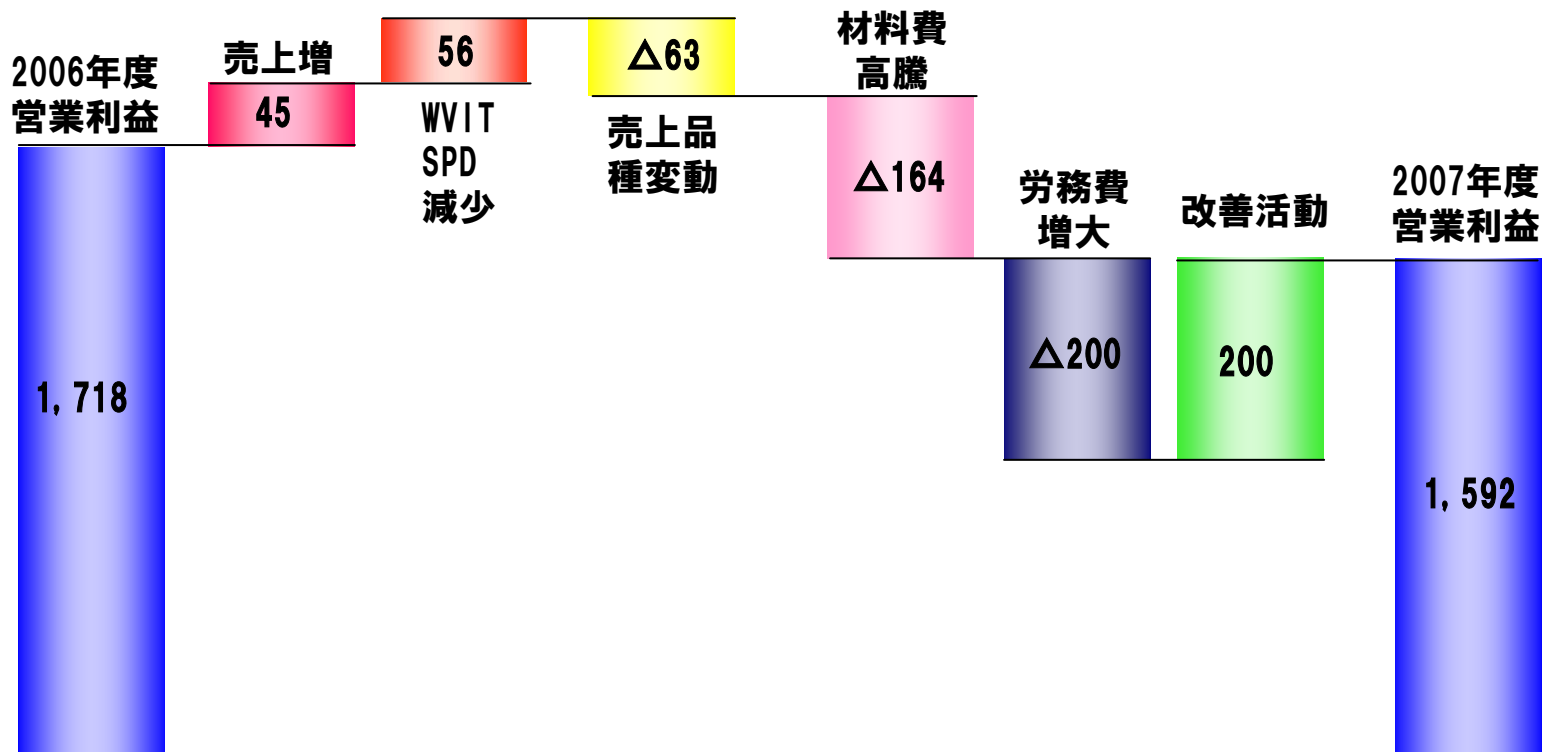 2006年度
営業利益
1,718
売上増
45
56
WVIT
SPD
減少
△63
売上品
種変動
材料費
高騰
△164
労務費
増大
△200
改善活動
200
2007年度
営業利益
1,592